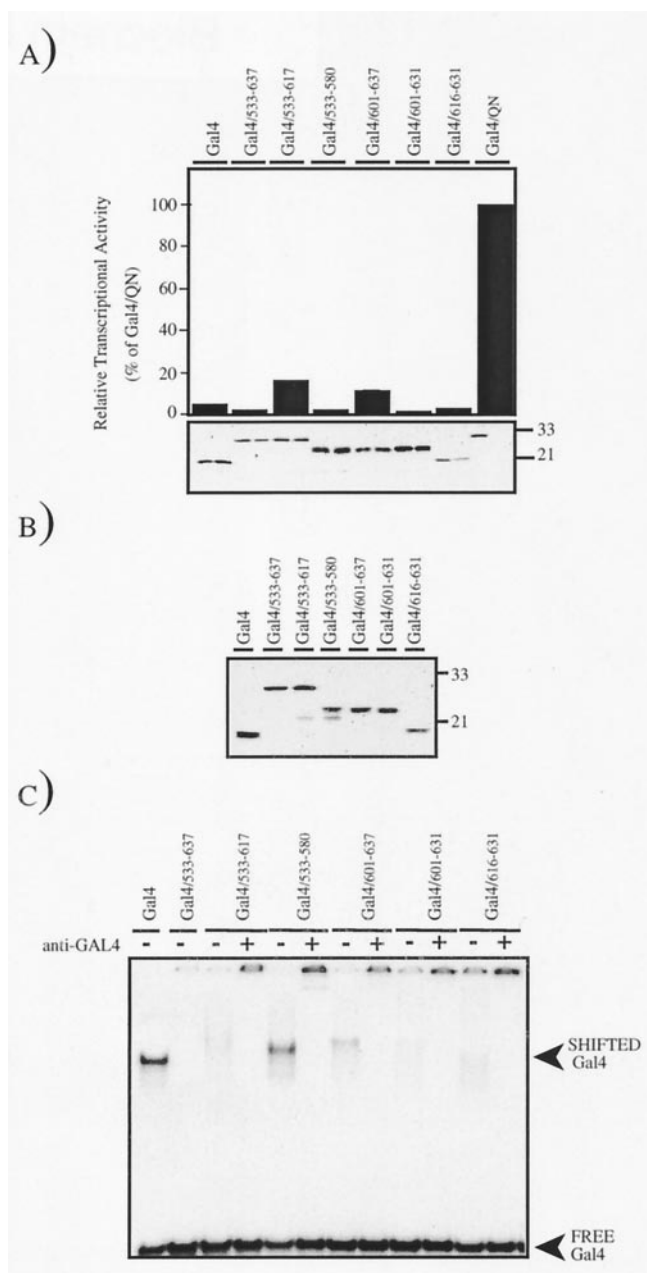 A)
Gal4
Gal4/533-637
Gal4/533-617
Gal4/533-580
Gal4/601-637
Gal4/601-631
Gal4/616-631
Gal4/QN
Relative Transcriptional Activity
(% of Gal4/QN)
100
80
60
40
20
0
33
21
B)
Gal4
Gal4/533-637
Gal4/533-617
Gal4/533-580
Gal4/601-637
Gal4/601-631
Gal4/616-631
33
21
C)
Gal4
Gal4/533-637
Gal4/533-617
Gal4/533-580
Gal4/601-637
Gal4/601-631
Gal4/616-631
anti-GAL4 - - - + - + - + - + - +
SHIFTED
Gal4
FREE
Gal4